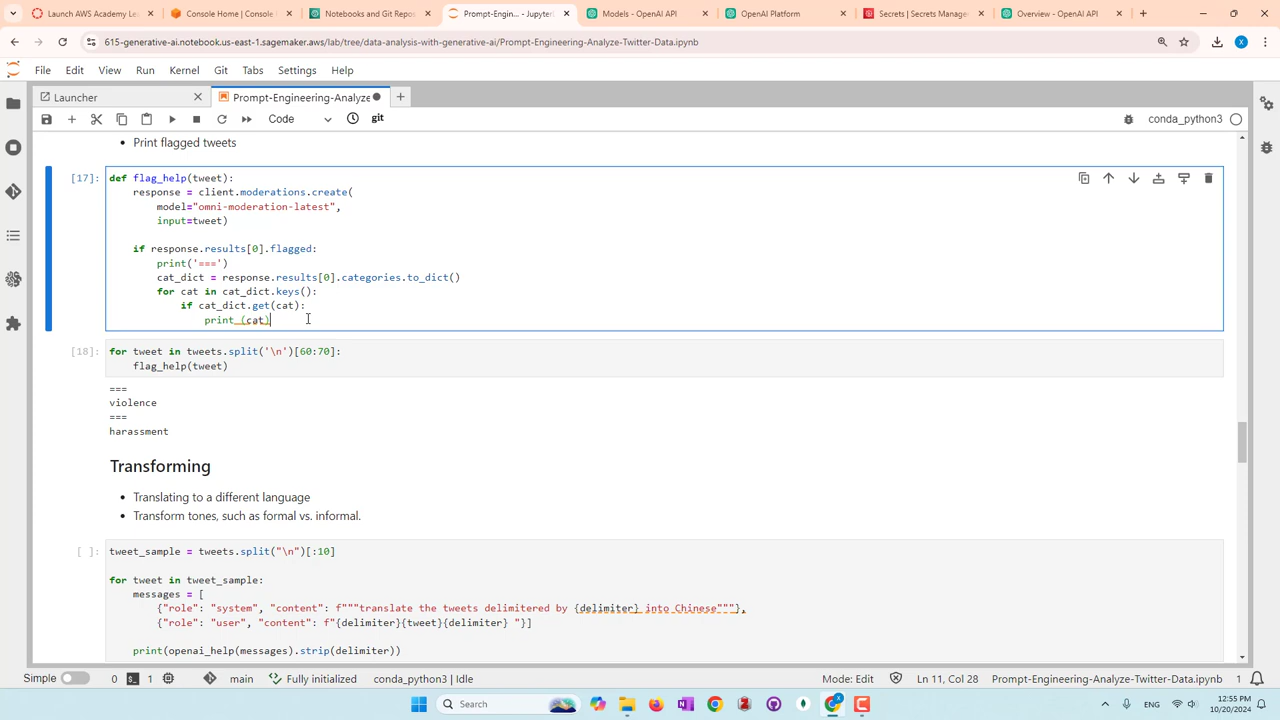 Launch AWS Academy Lea
Console Home | Console
Notebooks and Git Repos
Prompt-Engin... - Jupyterl
Models - OpenAI API
OpenAI Platform
Secrets | Secrets Manage
Overview - OpenAI API
615-generative-ai.notebook.us-east-1.sagemaker.aws/lab/tree/data-analysis-with-generative-ai/Prompt-Engineering-Analyze-Twitter-Data.ipynb
File Edit View Run Kernel Git Tabs Settings Help
Launcher
Prompt-Engineering-Analyze
Code
git
conda_python3
Print flagged tweets
[17]:
def flag_help(tweet):
response = client.moderations.create(
model="omni-moderation-latest",
input=tweet)
if response.results[0].flagged:
print('===')
cat_dict = response.results[0].categories.to_dict()
for cat in cat_dict.keys():
if cat_dict.get(cat):
print (cat)
[18]:
for tweet in tweets.split('\n')[60:70]:
flag_help(tweet)
===
violence
===
harassment
Transforming
Translating to a different language
Transform tones, such as formal vs. informal.
[ ]:
tweet_sample = tweets.split("\n")[:10]
for tweet in tweet_sample:
messages = [
{"role": "system", "content": f"""translate the tweets delimitered by {delimiter} into Chinese"""},
{"role": "user", "content": f"{delimiter}{tweet}{delimiter} "}]
print(openai_help(messages).strip(delimiter))
Simple
0
1
main
Fully initialized
conda_python3 | Idle
Mode: Edit
Ln 11, Col 28
Prompt-Engineering-Analyze-Twitter-Data.ipynb
1
Search
ENG
12:55 PM
10/20/2024